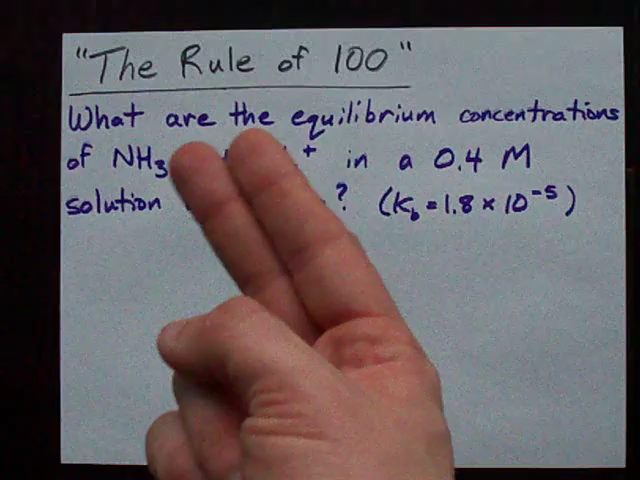 "The Rule of 100"
What are the equilibrium concentrations
of NH3 + in a 0.4 M
solution ? (Kb = 1.8 × 10⁻⁵)